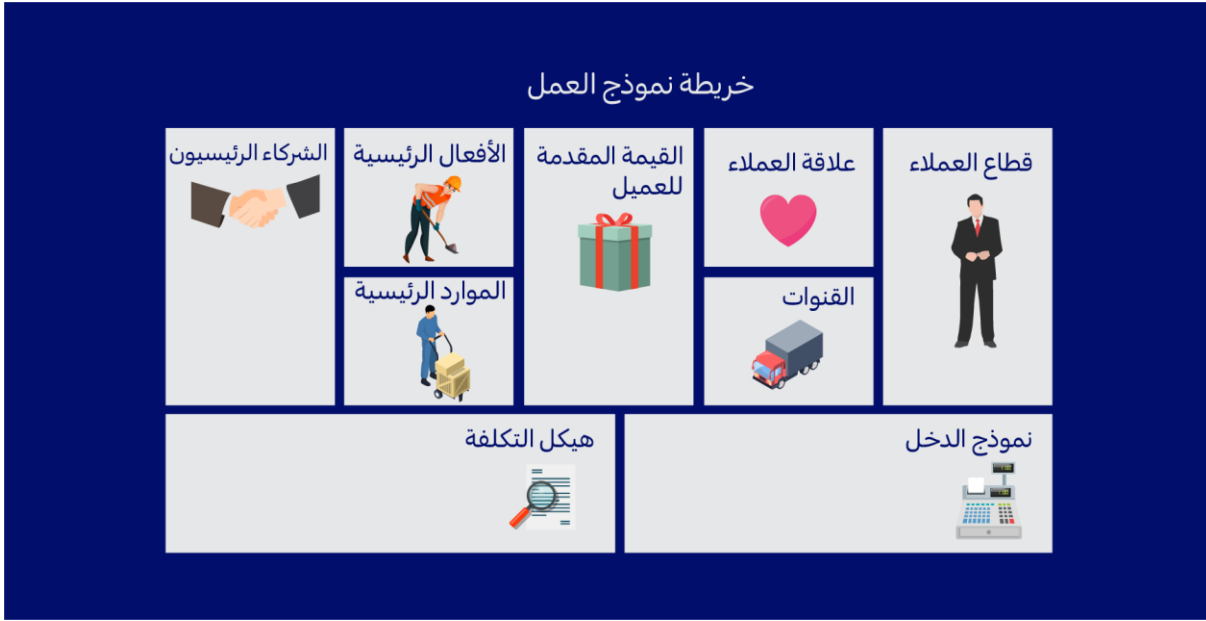 خريطة نموذج العمل
قطاع العملاء
علاقة العملاء
القنوات
القيمة المقدمة
للعميل
الأفعال الرئيسية
الموارد الرئيسية
الشركاء الرئيسيون
نموذج الدخل
هيكل التكلفة